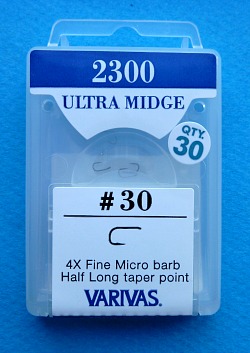 2300
ULTRA MIDGE
QTY.
30
#30
4X Fine Micro barb
Half Long taper point
VARIVAS.